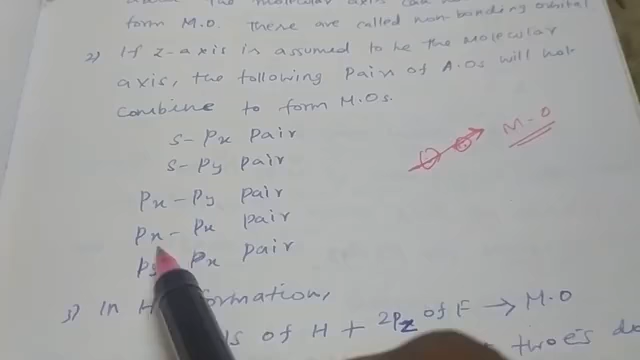 form M.O. These are called non-bonding orbital
2) If z-axis is assumed to be the molecular
axis, the following pair of A.Os will not
combine to form M.Os.
s - px pair
s - py pair
px - py pair
px - px pair
px pair
M.O
3) In H formation,
of H + 2pz of F → M.O